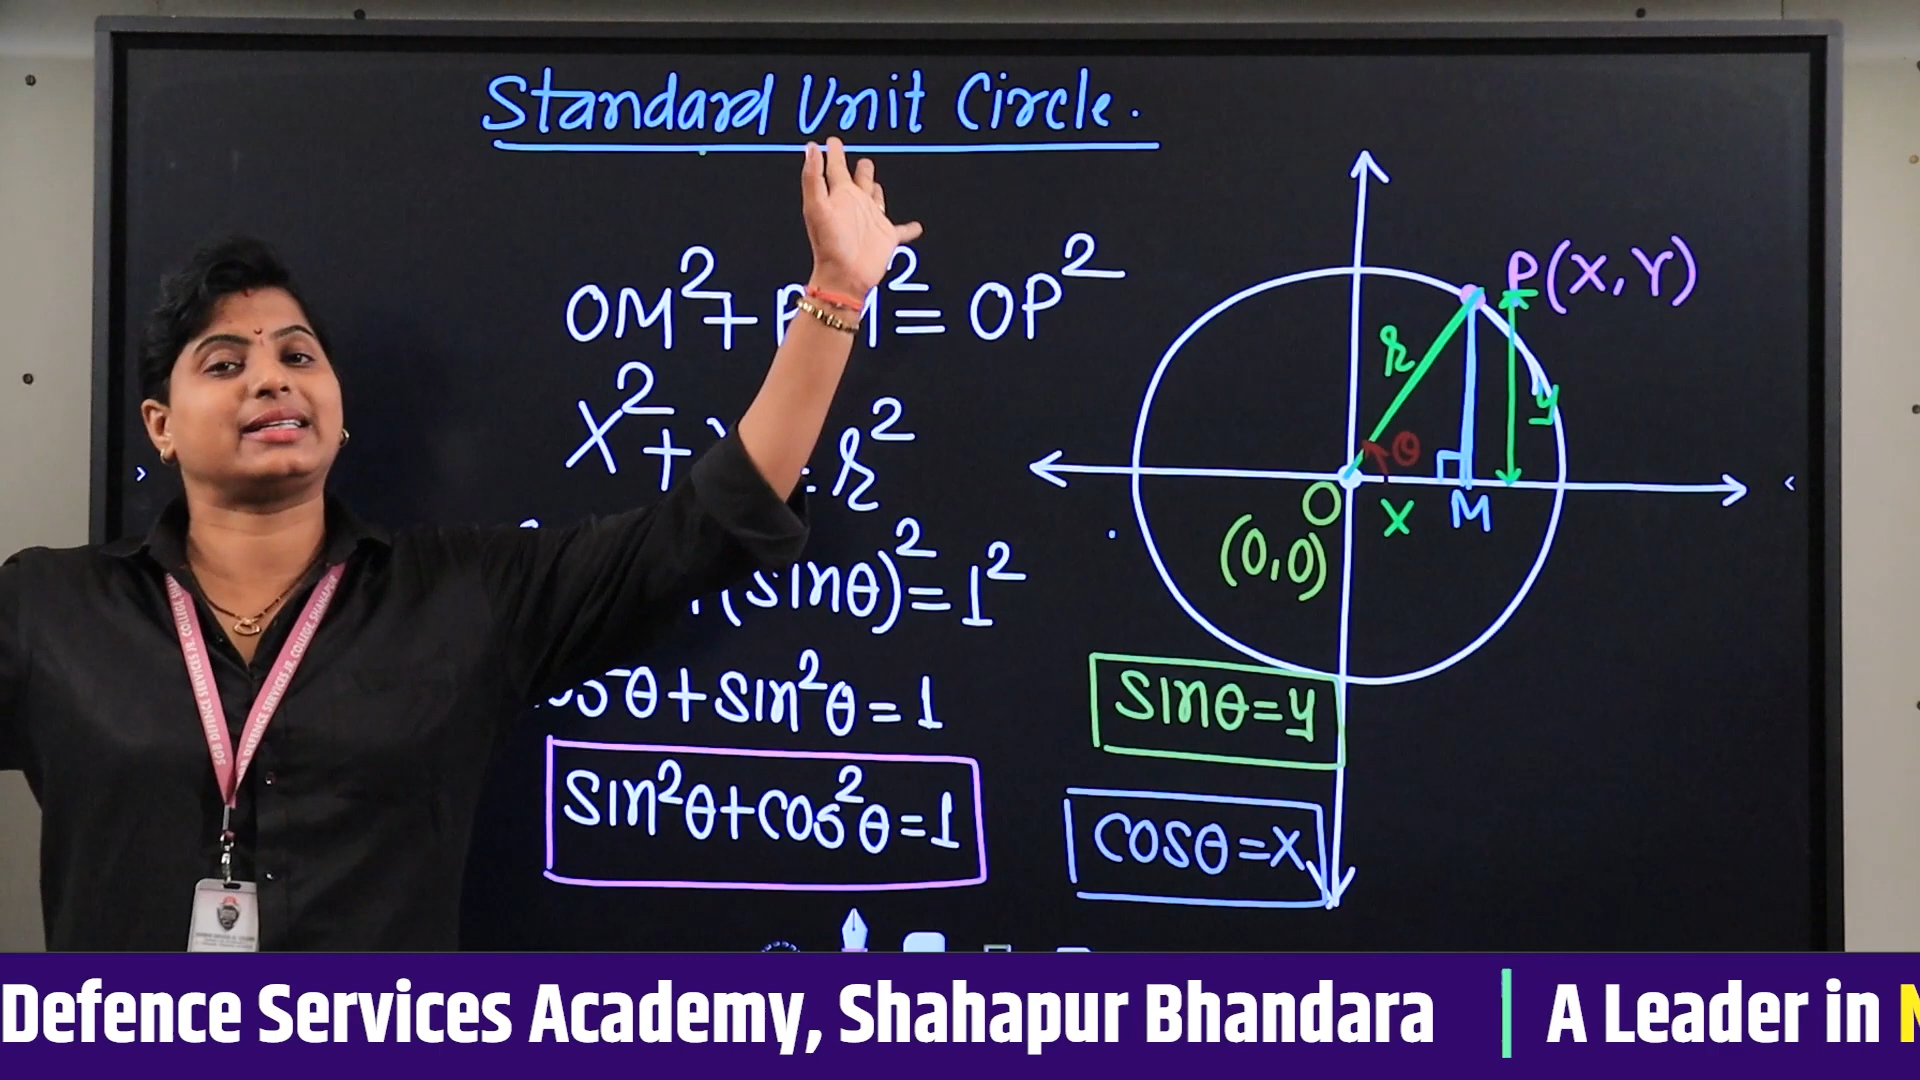 Standard Unit Circle.
OM²+ PM²= OP²
P(X,Y)
X²+ r²
r
y
θ
O
X
M
(0,0)
(sinθ)²=1²
θ+sin²θ=1
sinθ=y
sin²θ+cos²θ=1
cosθ=x
Defence Services Academy, Shahapur Bhandara | A Leader in